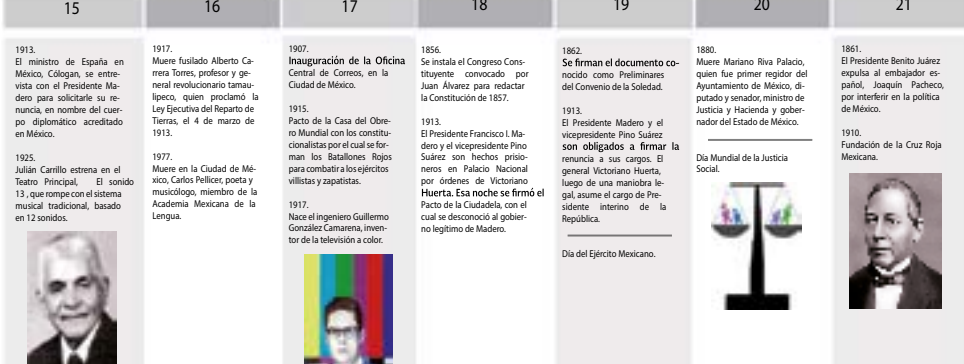 15
1913.
El ministro de España en
México, Cólogan, se entre-
vista con el Presidente Ma-
dero para solicitarle su re-
nuncia, en nombre del cuer-
po diplomático acreditado
en México.
1925.
Julián Carrillo estrena en el
Teatro Principal, El sonido
13 , que rompe con el sistema
musical tradicional, basado
en 12 sonidos.
16
1917.
Muere fusilado Alberto Ca-
rrera Torres, profesor y ge-
neral revolucionario tamau-
lipeco, quien proclamó la
Ley Ejecutiva del Reparto de
Tierras, el 4 de marzo de
1913.
1977.
Muere en la Ciudad de Mé-
xico, Carlos Pellicer, poeta y
musicólogo, miembro de la
Academia Mexicana de la
Lengua.
17
1907.
Inauguración de la Oficina
Central de Correos, en la
Ciudad de México.
1915.
Pacto de la Casa del Obre-
ro Mundial con los constitu-
cionalistas por el cual se for-
man los Batallones Rojos
para combatir a los ejércitos
villistas y zapatistas.
1917.
Nace el ingeniero Guillermo
González Camarena, inven-
tor de la televisión a color.
18
1856.
Se instala el Congreso Cons-
tituyente convocado por
Juan Álvarez para redactar
la Constitución de 1857.
1913.
El Presidente Francisco I. Ma-
dero y el vicepresidente Pino
Suárez son hechos prisio-
neros en Palacio Nacional
por órdenes de Victoriano
Huerta. Esa noche se firmó el
Pacto de la Ciudadela, con el
cual se desconoció al gobier-
no legítimo de Madero.
19
1862.
Se firman el documento co-
nocido como Preliminares
del Convenio de la Soledad.
1913.
El Presidente Madero y el
vicepresidente Pino Suárez
son obligados a firmar la
renuncia a sus cargos. El
general Victoriano Huerta,
luego de una maniobra le-
gal, asume el cargo de Pre-
sidente interino de la
República.
Día del Ejército Mexicano.
20
1880.
Muere Mariano Riva Palacio,
quien fue primer regidor del
Ayuntamiento de México, di-
putado y senador, ministro de
Justicia y Hacienda y gober-
nador del Estado de México.
Día Mundial de la Justicia
Social.
21
1861.
El Presidente Benito Juárez
expulsa al embajador es-
pañol, Joaquín Pacheco,
por interferir en la política
de México.
1910.
Fundación de la Cruz Roja
Mexicana.